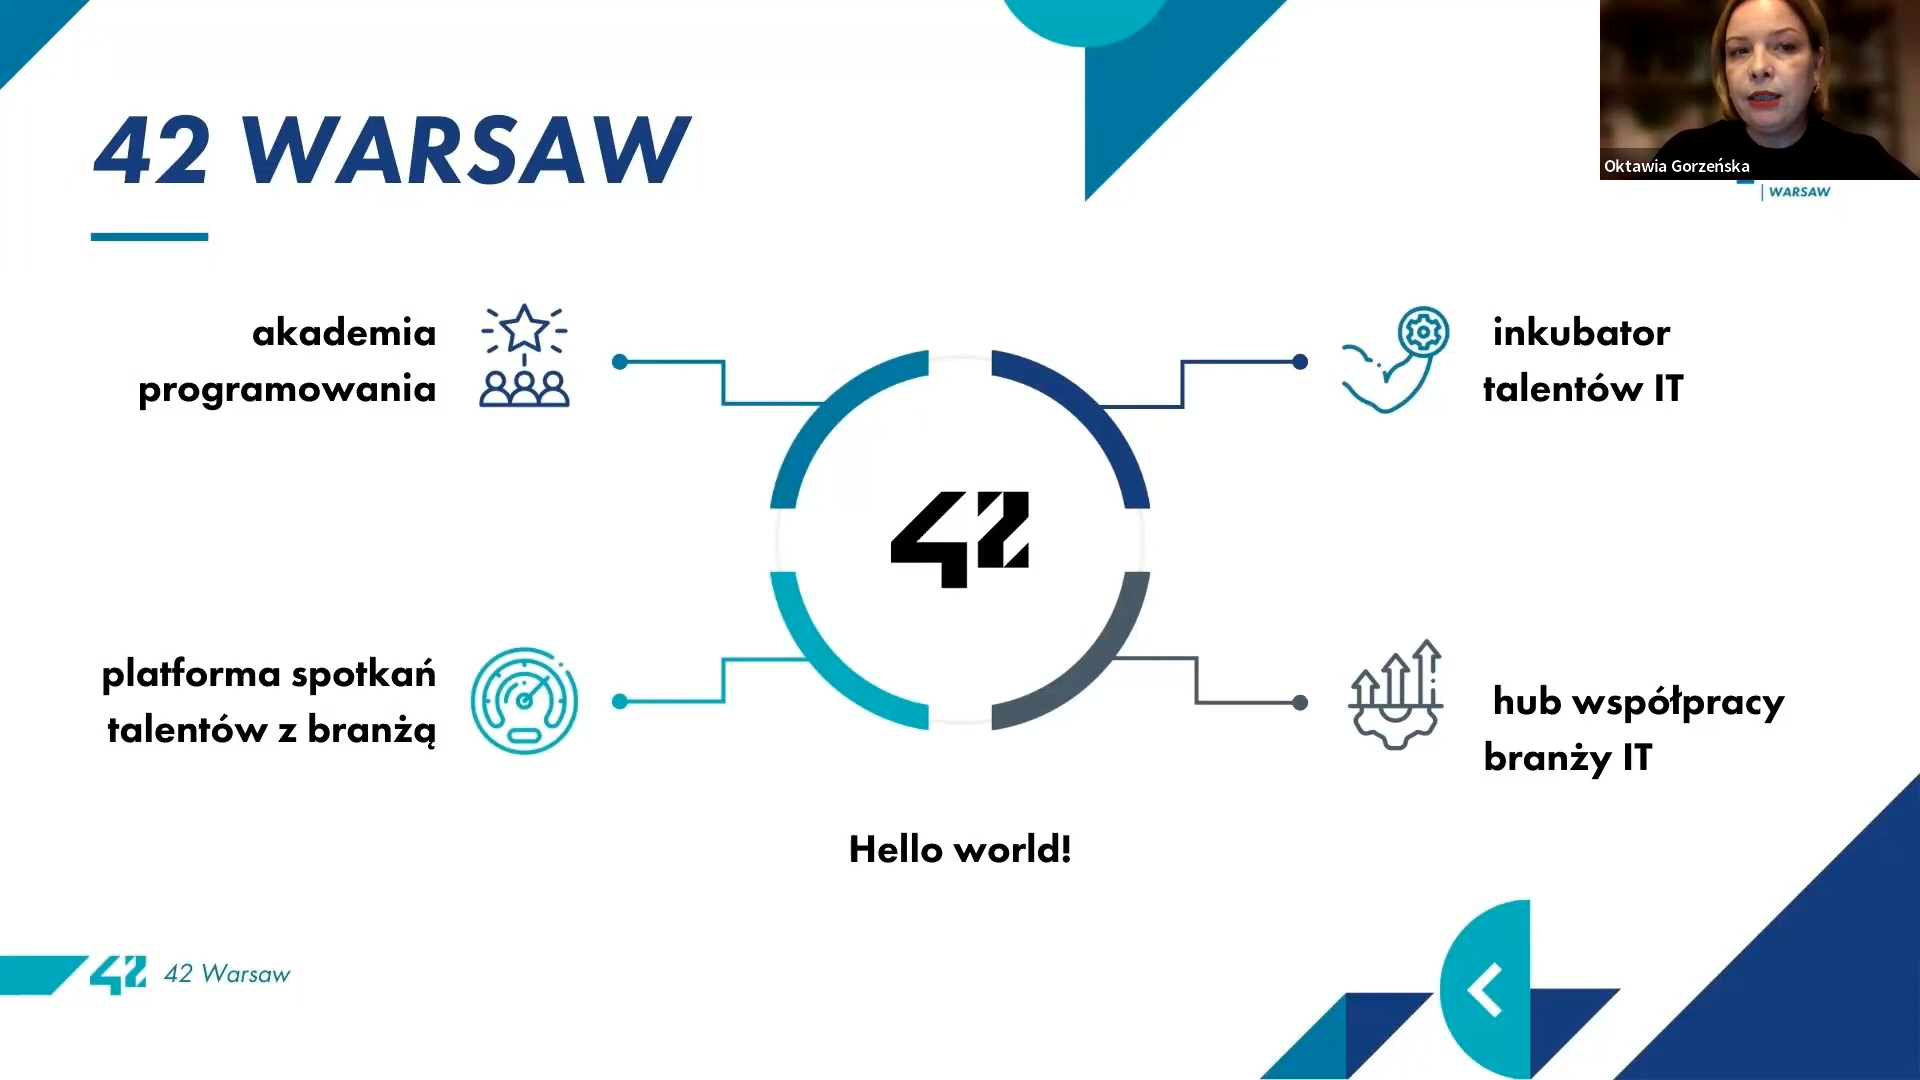 42 WARSAW
Oktawia Gorzeńska
WARSAW
akademia
programowania
inkubator
talentów IT
42
platforma spotkań
talentów z branżą
hub współpracy
branży IT
Hello world!
42 42 Warsaw